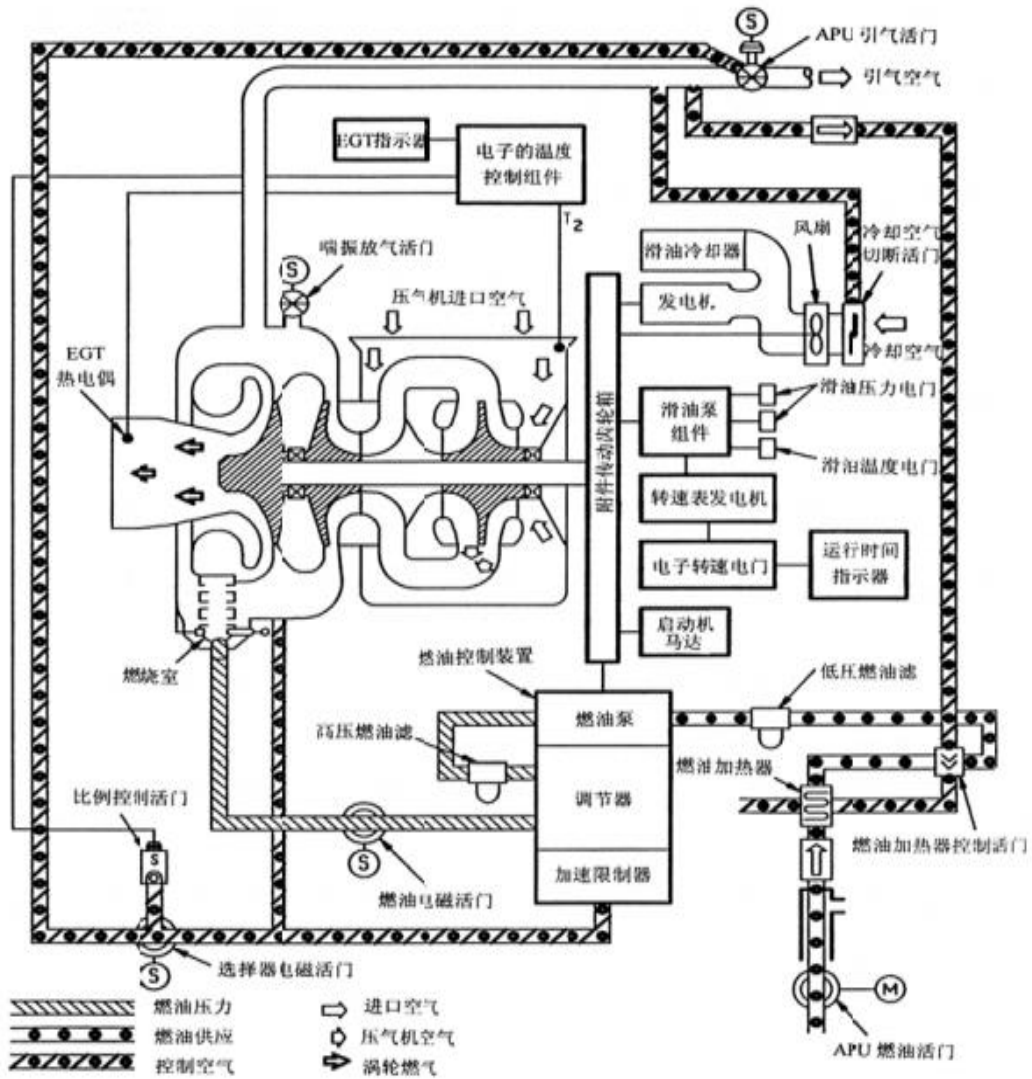 S
APU 引气活门
引气空气
EGT指示器
电子的温度
控制组件
T2
风扇
冷却空气
切断活门
滑油冷却器
S
喘振放气活门
压气机进口空气
发电机
冷却空气
EGT
热电偶
滑油压力电门
滑油泵
组件
附件传动齿轮箱
滑油温度电门
转速表发电机
电子转速电门
运行时间
指示器
启动机
马达
燃烧室
燃油控制装置
低压燃油滤
燃油泵
高压燃油滤
燃油加热器
调节器
比例控制活门
S
燃油加热器控制活门
S
加速限制器
燃油电磁活门
选择器电磁活门
S
M
燃油压力
进口空气
燃油供应
压气机空气
APU 燃油活门
控制空气
涡轮燃气